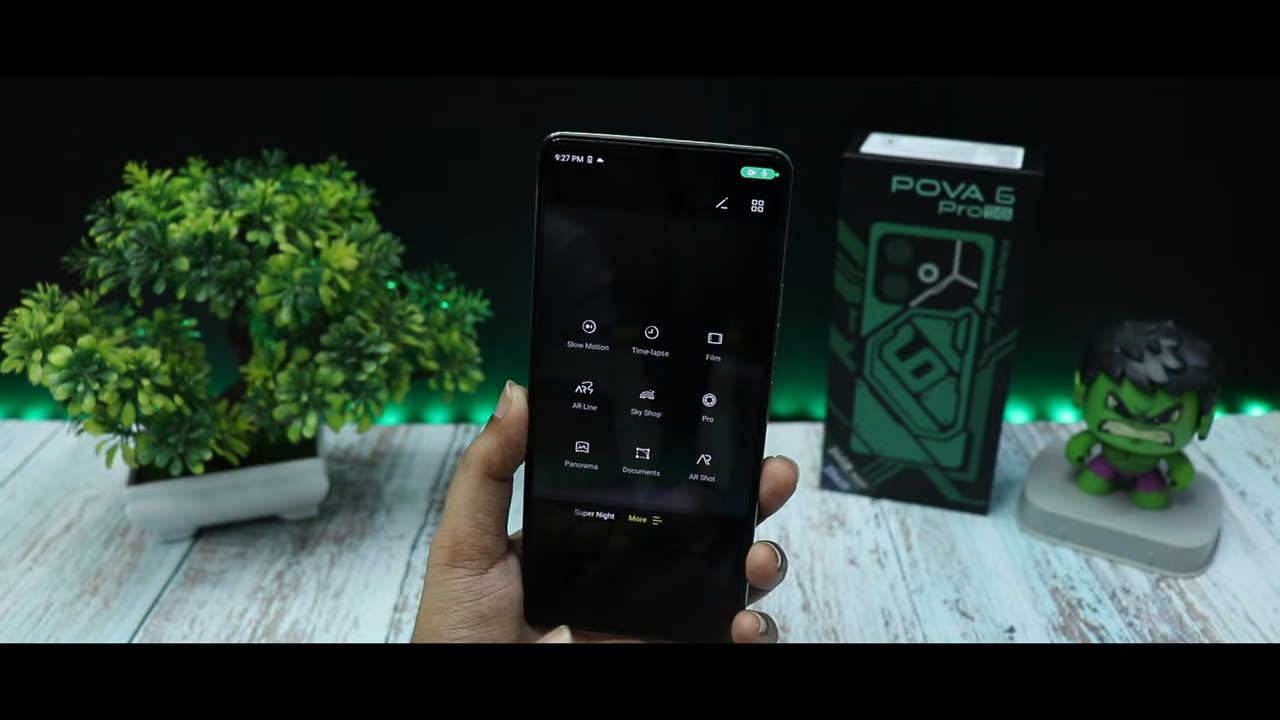 9:27 PM
Slow Motion
Time-lapse
Film
AR Line
Sky Shop
Pro
Panorama
Documents
AR Shot
Super Night
More
POVA 6
Pro 5G